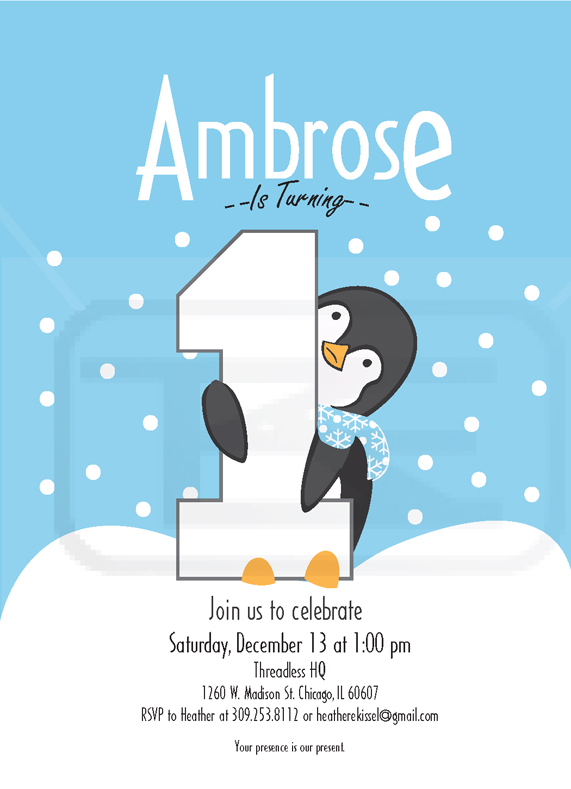 Ambrose
--Is Turning--
1
Join us to celebrate
Saturday, December 13 at 1:00 pm
Threadless HQ
1260 W. Madison St. Chicago, IL 60607
RSVP to Heather at 309.253.8112 or heatherekissel@gmail.com
Your presence is our present.